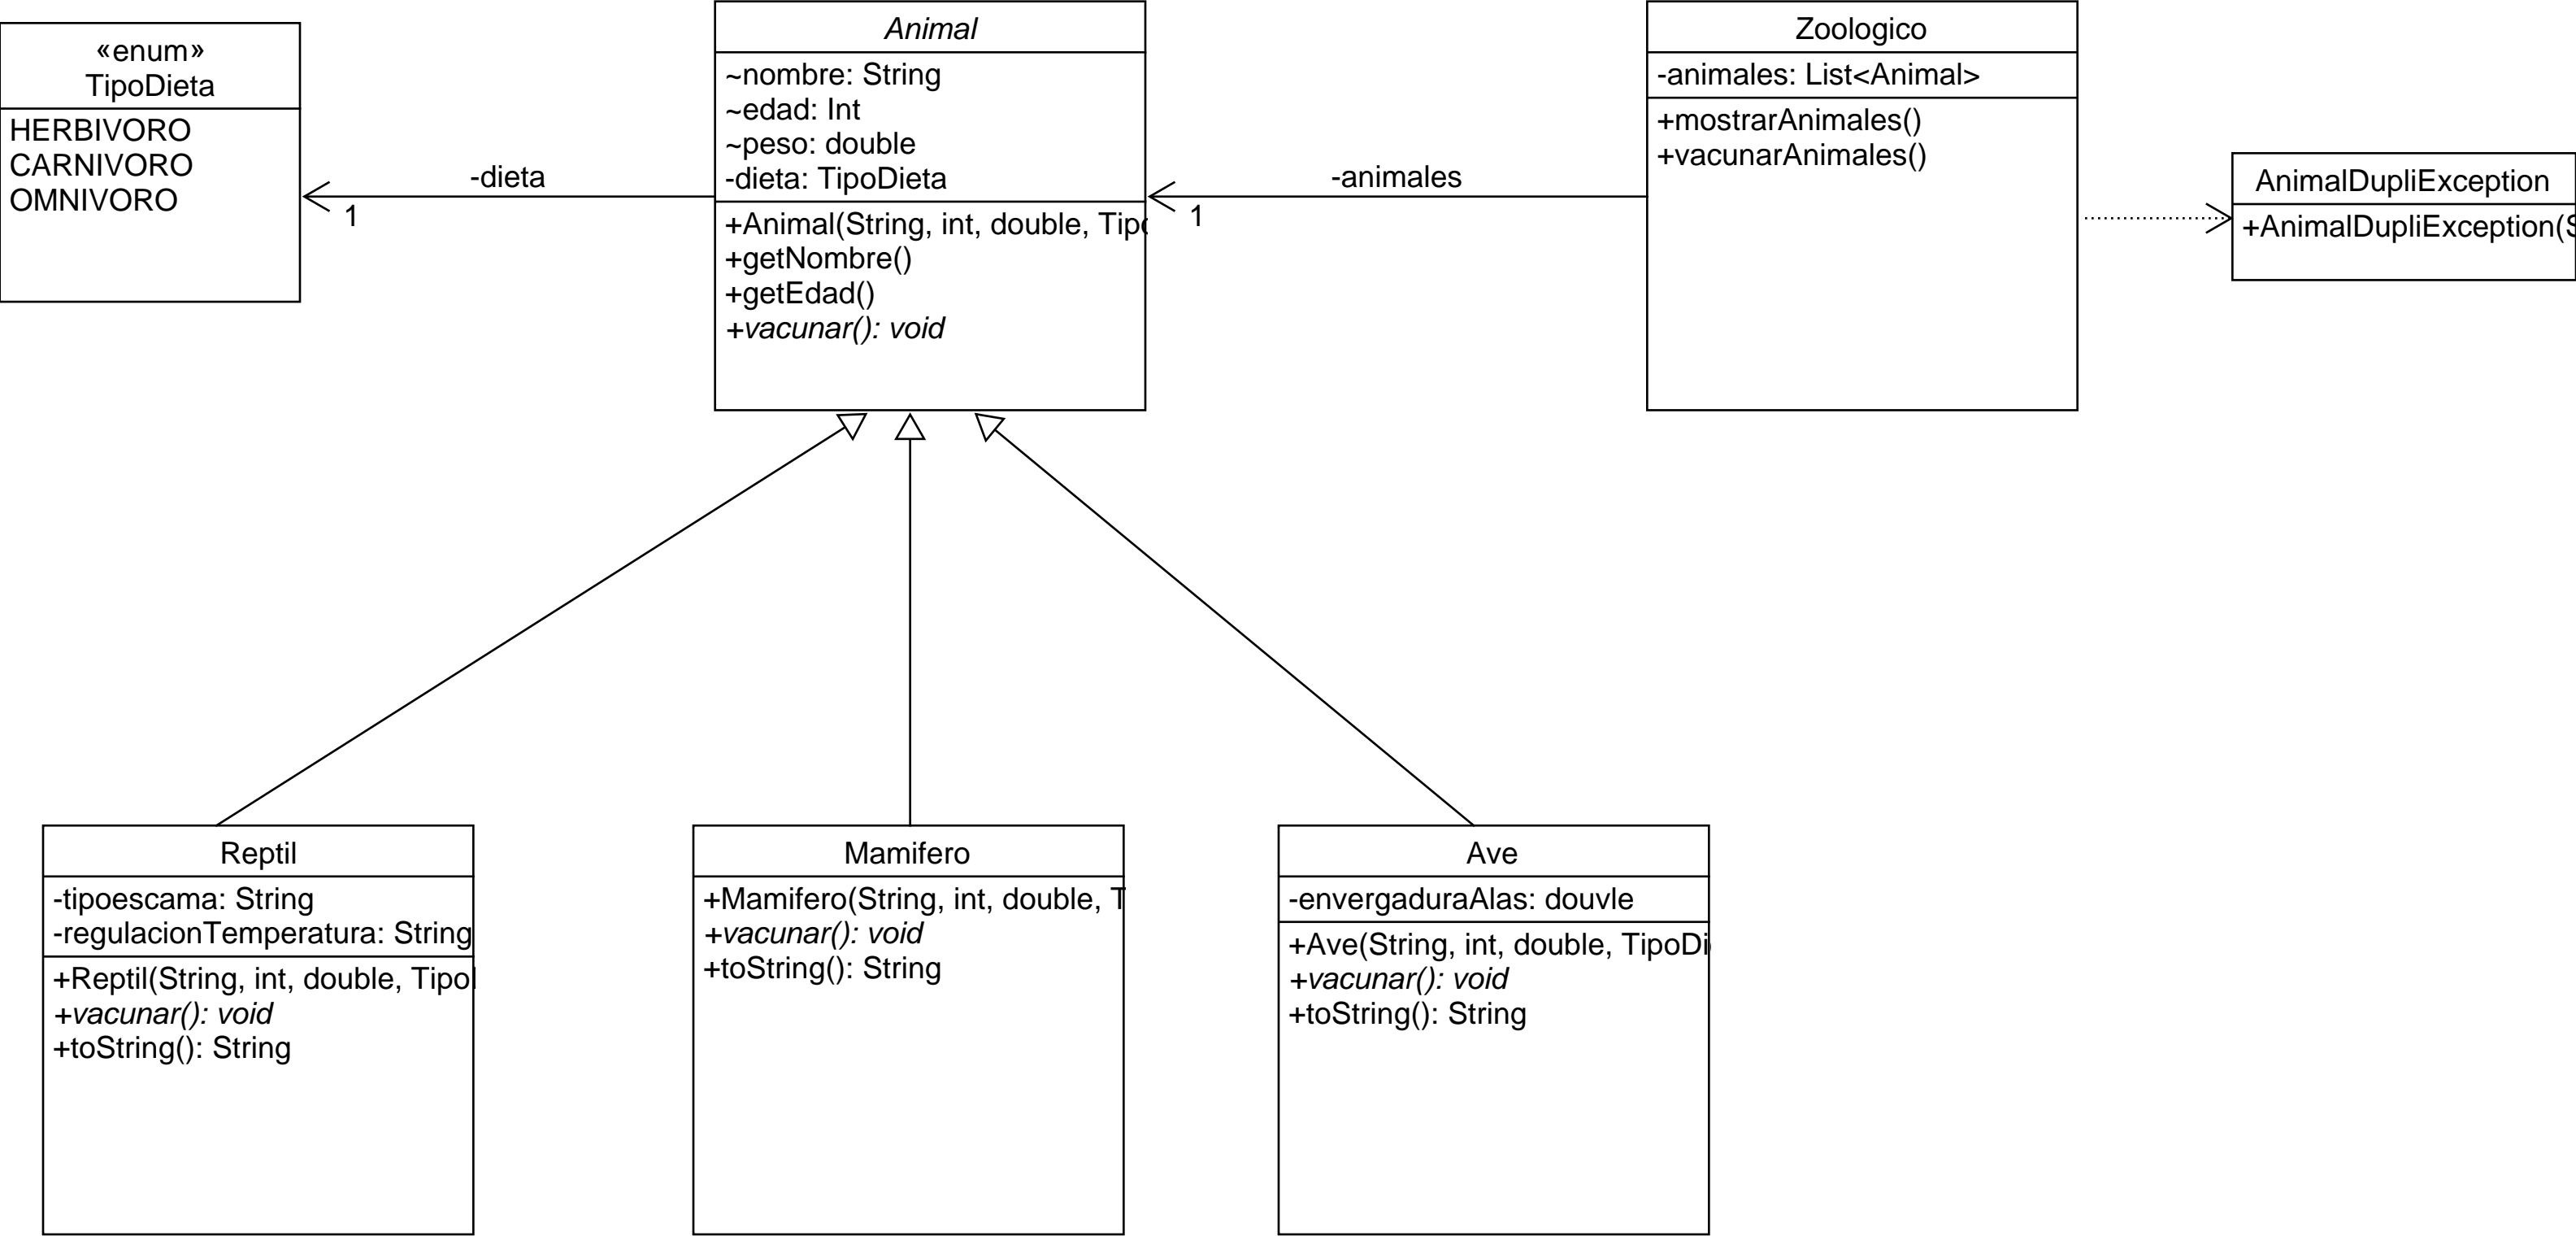 «enum»
TipoDieta
HERBIVORO
CARNIVORO
OMNIVORO
-dieta
1
Animal
~nombre: String
~edad: Int
~peso: double
-dieta: TipoDieta
+Animal(String, int, double, Tipo
+getNombre()
+getEdad()
+vacunar(): void
-animales
1
Zoologico
-animales: List<Animal>
+mostrarAnimales()
+vacunarAnimales()
AnimalDupliException
+AnimalDupliException(S
Reptil
-tipoescama: String
-regulacionTemperatura: String
+Reptil(String, int, double, Tipo
+vacunar(): void
+toString(): String
Mamifero
+Mamifero(String, int, double, T
+vacunar(): void
+toString(): String
Ave
-envergaduraAlas: douvle
+Ave(String, int, double, TipoDi
+vacunar(): void
+toString(): String